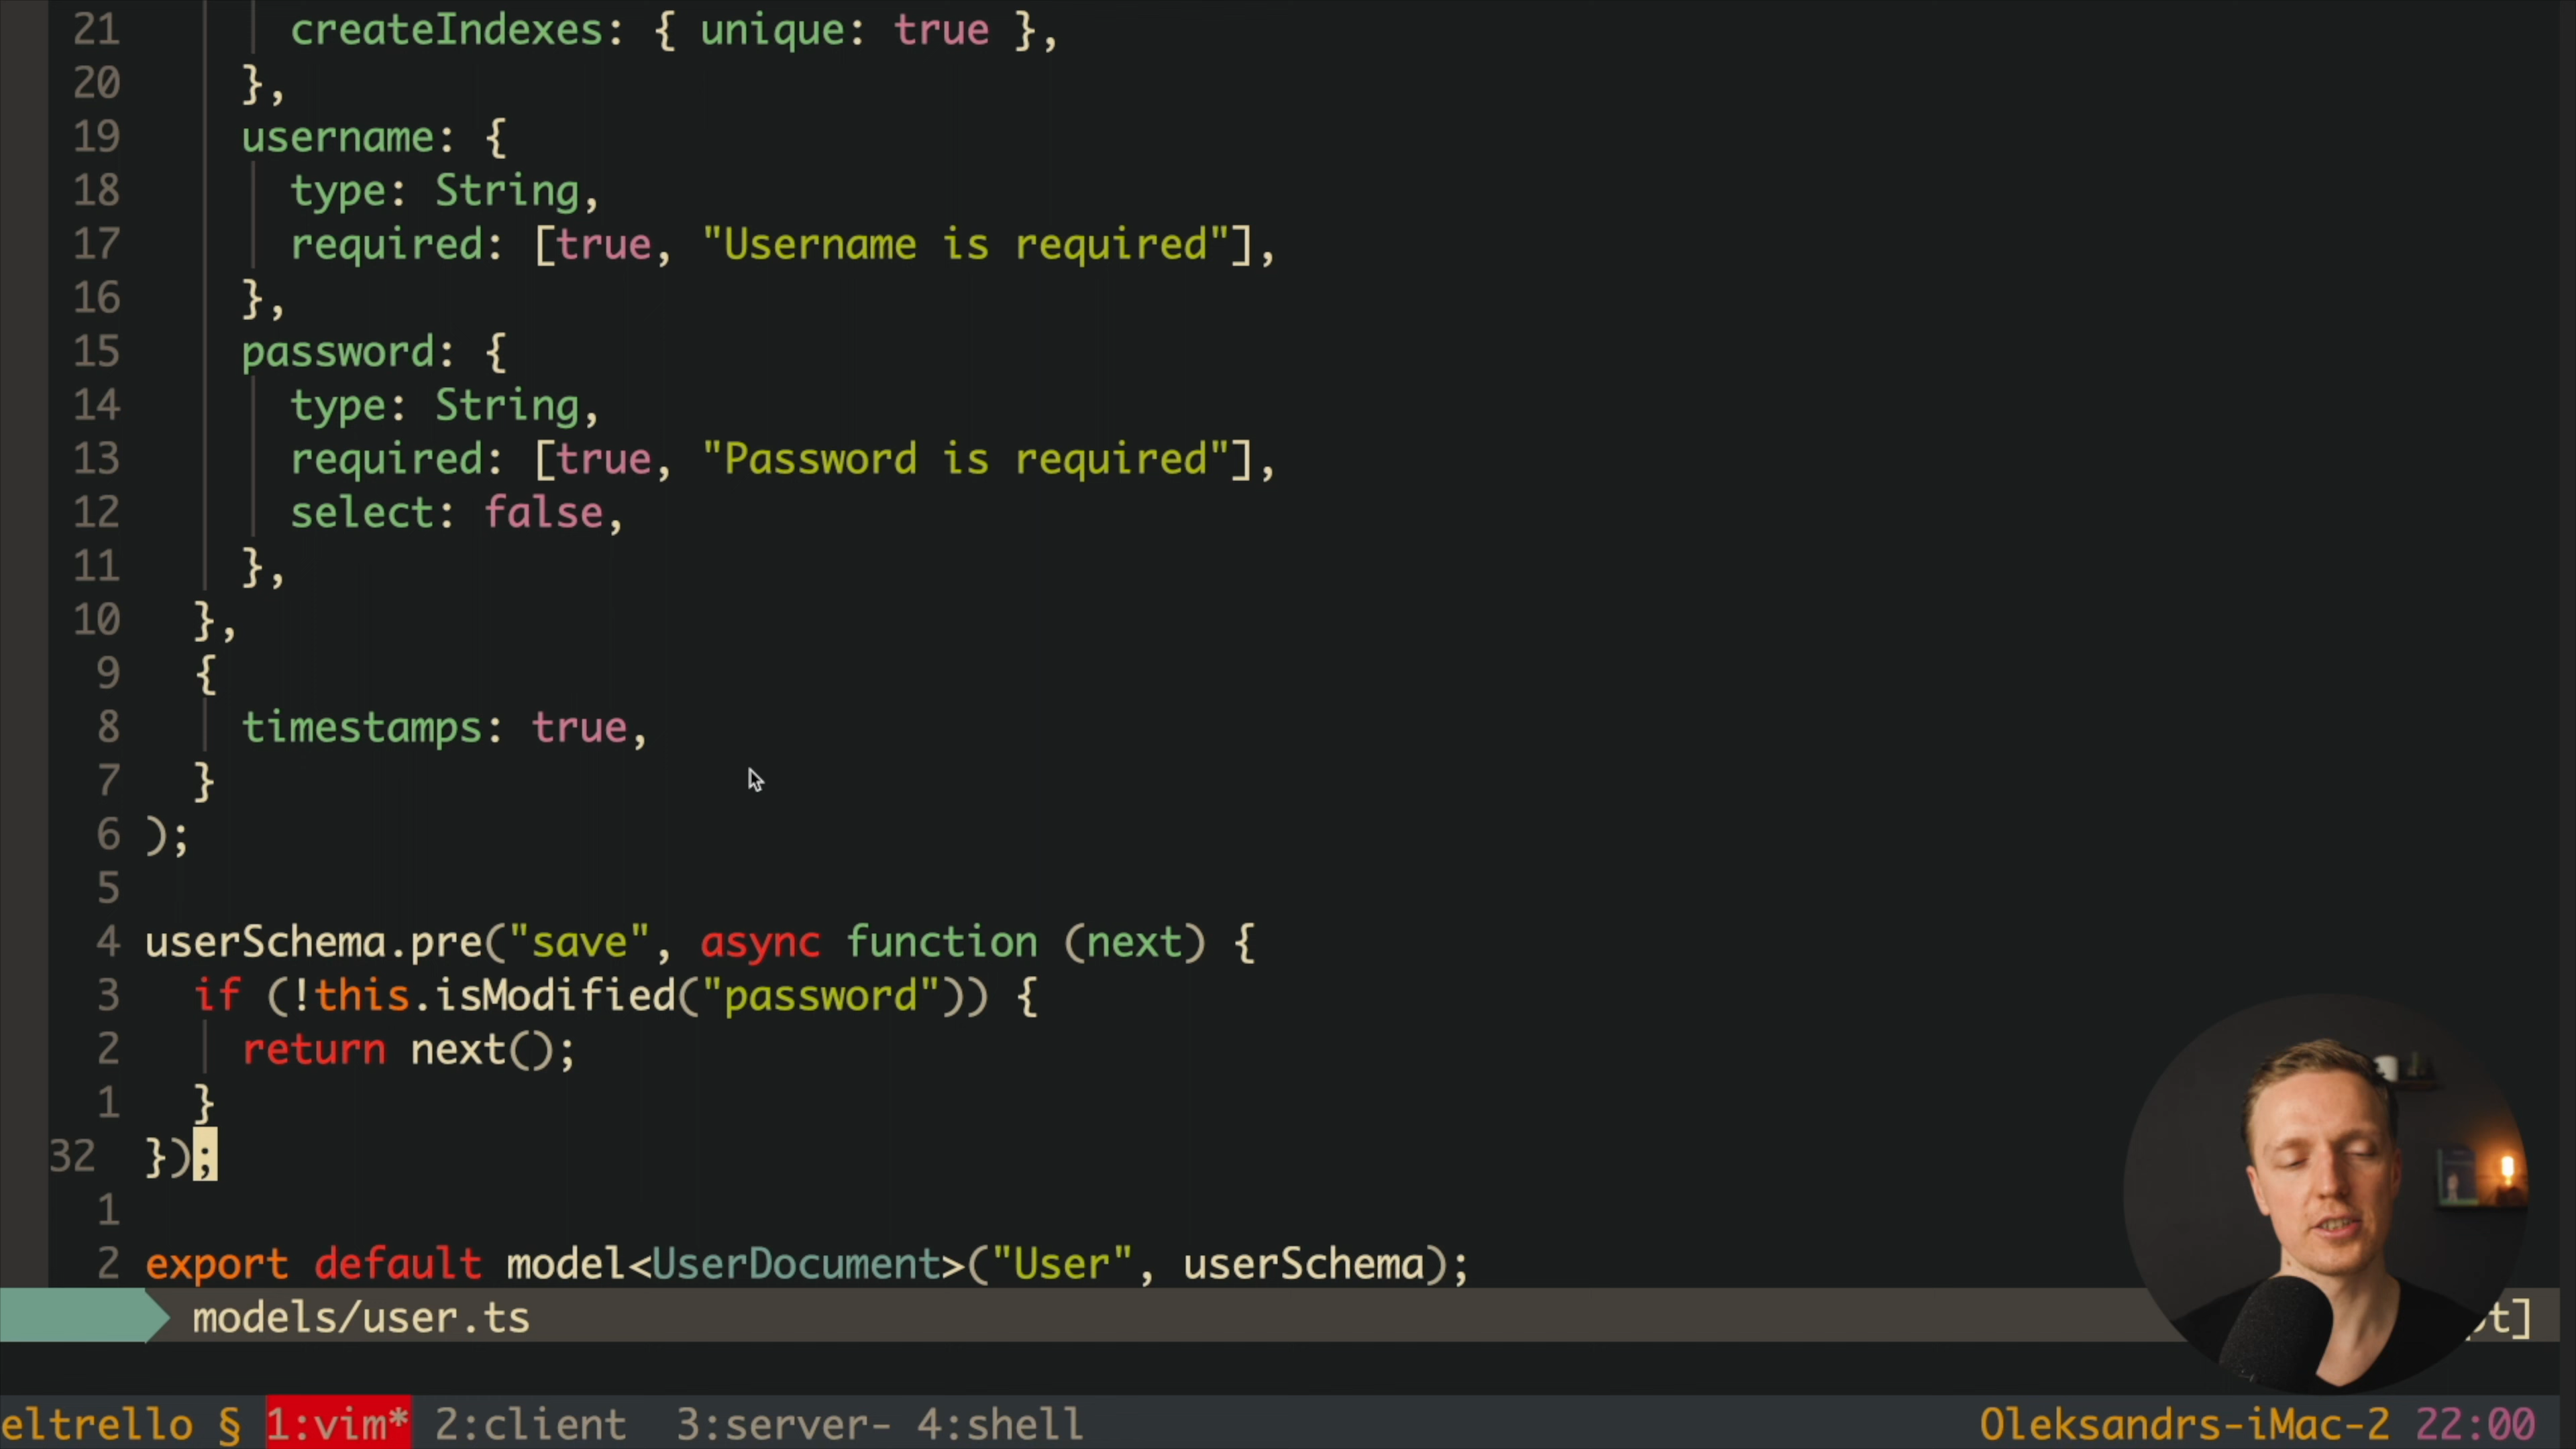 21 createIndexes: { unique: true },
20 },
19 username: {
18 type: String,
17 required: [true, "Username is required"],
16 },
15 password: {
14 type: String,
13 required: [true, "Password is required"],
12 select: false,
11 },
10 },
9 {
8 timestamps: true,
7 }
6 );
5
4 userSchema.pre("save", async function (next) {
3 if (!this.isModified("password")) {
2 return next();
1 }
32 });
1
2 export default model<UserDocument>("User", userSchema);
models/user.ts
eltrello § 1:vim* 2:client 3:server- 4:shell Oleksandrs-iMac-2 22:00